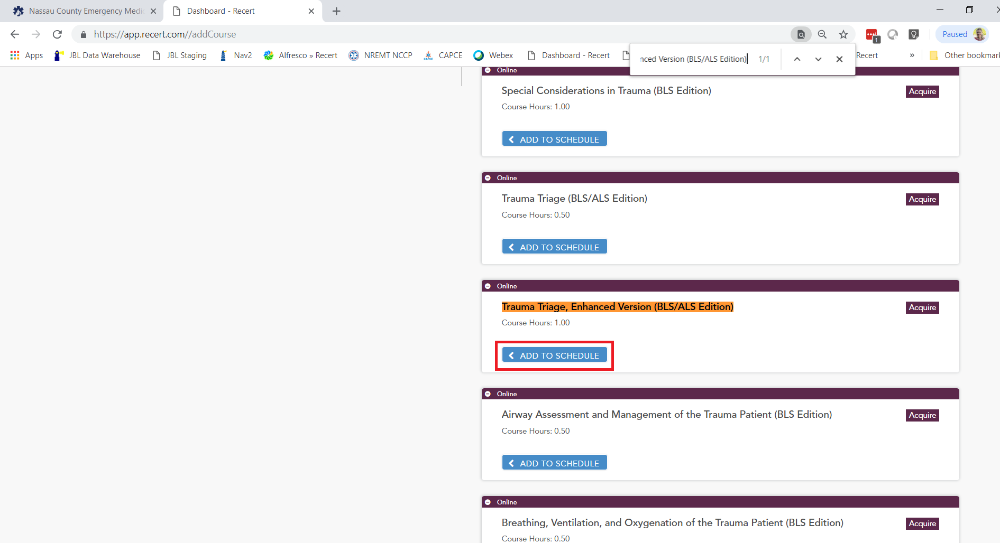 Nassau County Emergency Medic
Dashboard - Recert
https://app.recert.com//addCourse
1
Paused
Apps
JBL Data Warehouse
JBL Staging
Nav2
Alfresco » Recert
NREMT NCCP
CAPCE
Webex
Dashboard - Recert
Recert
»
Other bookmark
nced Version (BLS/ALS Edition)
1/1
Online
Special Considerations in Trauma (BLS Edition)
Acquire
Course Hours: 1.00
ADD TO SCHEDULE
Online
Trauma Triage (BLS/ALS Edition)
Acquire
Course Hours: 0.50
ADD TO SCHEDULE
Online
Trauma Triage, Enhanced Version (BLS/ALS Edition)
Acquire
Course Hours: 1.00
ADD TO SCHEDULE
Online
Airway Assessment and Management of the Trauma Patient (BLS Edition)
Acquire
Course Hours: 0.50
ADD TO SCHEDULE
Online
Breathing, Ventilation, and Oxygenation of the Trauma Patient (BLS Edition)
Acquire
Course Hours: 0.50